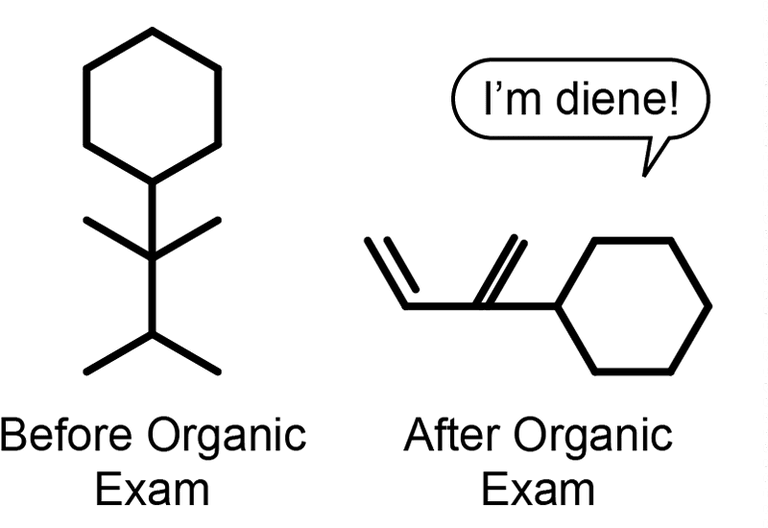 I’m diene!
Before Organic
Exam
After Organic
Exam